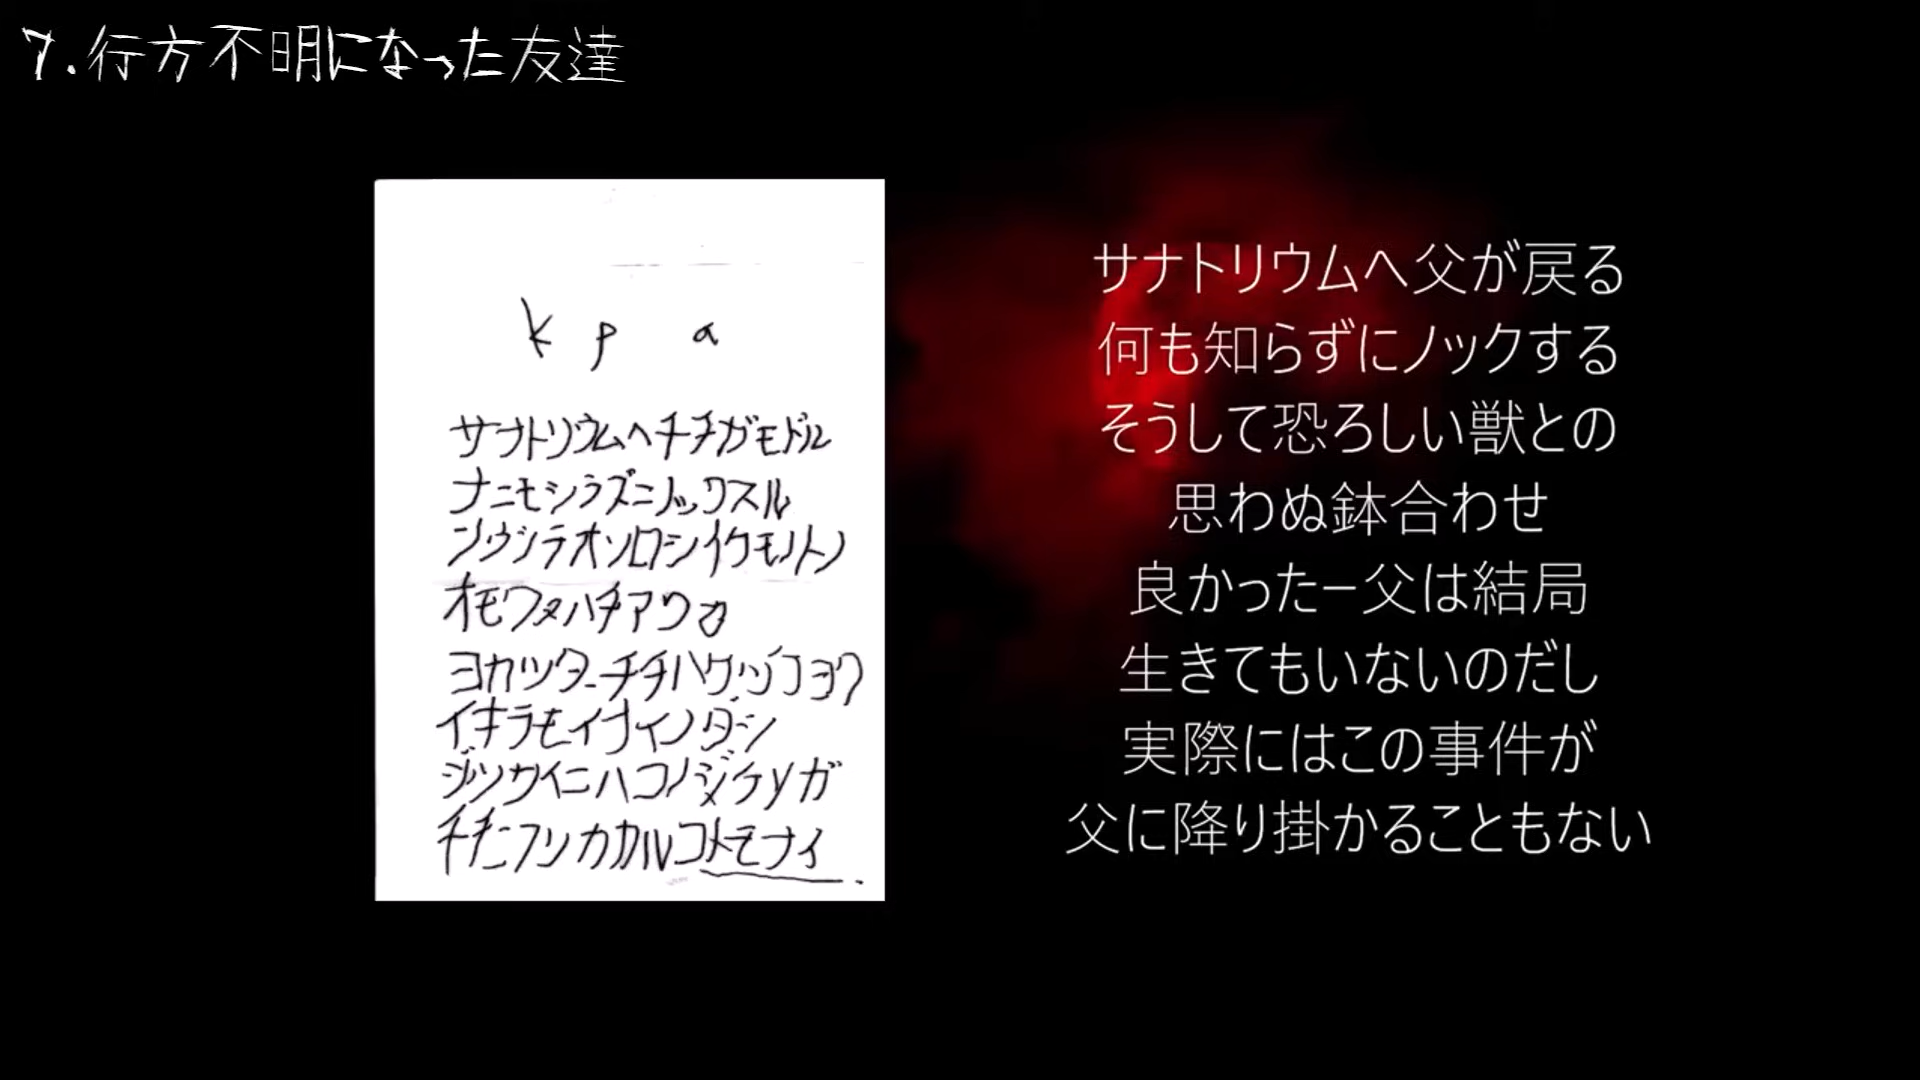 7.行方不明になった友達
k p a
サナトリウムヘチチガモドル
ナニモシラズニノックスル
ソウシテオソロシイケモノトノ
オモワヌハチアワ
ヨカッターチチハケッコヨク
イキラモイナイノダシ
ジツサイニハコノジケyガ
チチニフリカカルコトモナイ.
サナトリウムへ父が戻る
何も知らずにノックする
そうして恐ろしい獣との
思わぬ鉢合わせ
良かったー父は結局
生きてもいないのだし
実際にはこの事件が
父に降り掛かることもない